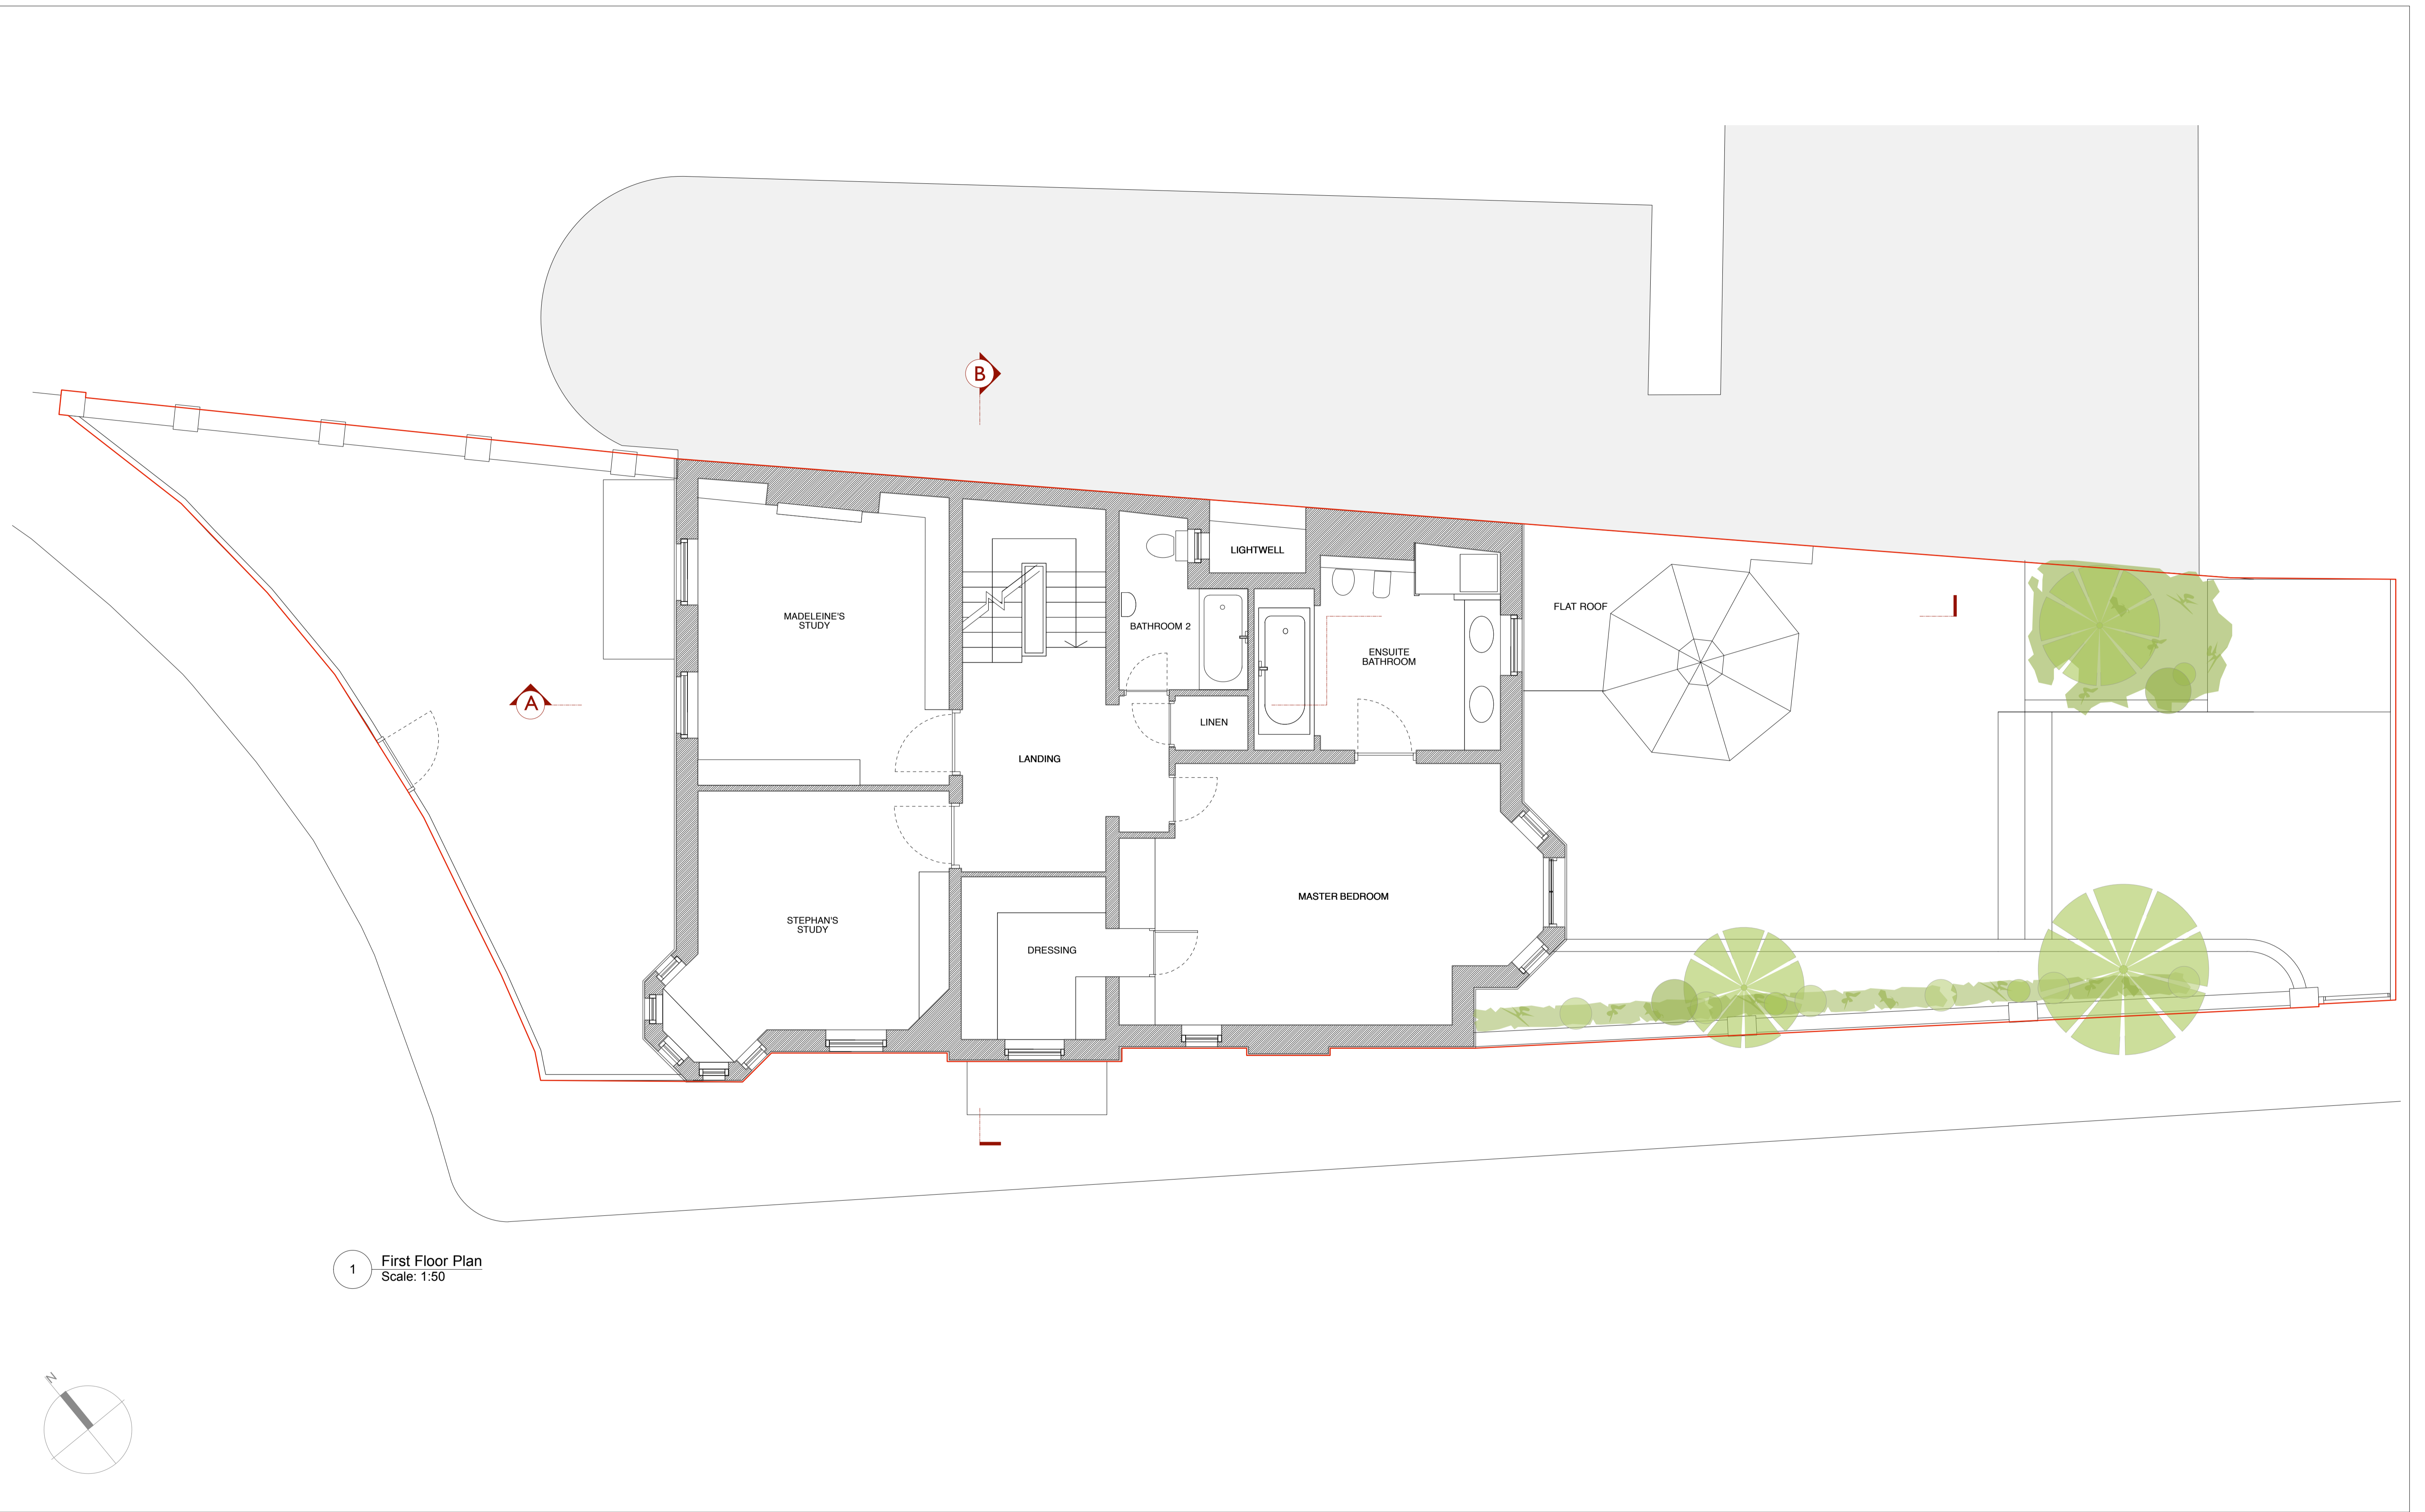 B
LIGHTWELL
FLAT ROOF
MADELEINE'S
STUDY
BATHROOM 2
ENSUITE
BATHROOM
A
LINEN
LANDING
MASTER BEDROOM
STEPHAN'S
STUDY
DRESSING
1
First Floor Plan
Scale: 1:50
N